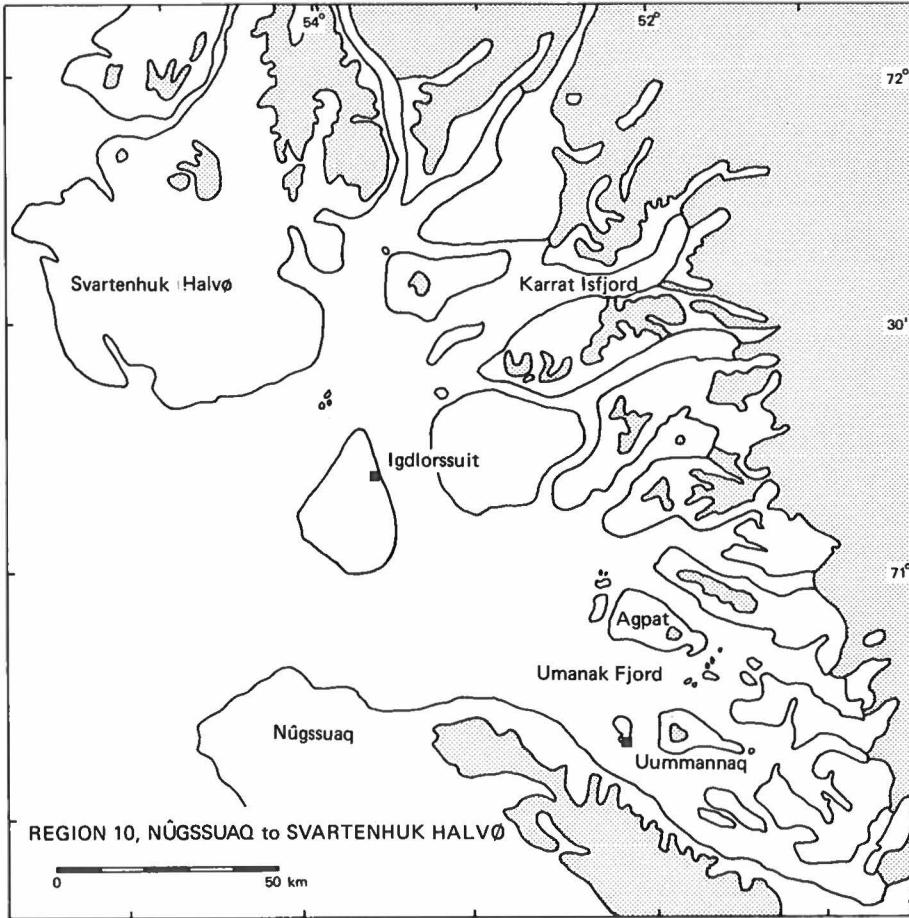 54°
52°
72°
Svartenhuk Halvø
Karrat Isfjord
30'
Igdlorssuit
71°
Agpat
Umanak Fjord
Nûgssuaq
Uummannaq
REGION 10, NÛGSSUAQ to SVARTENHUK HALVØ
0 50 km